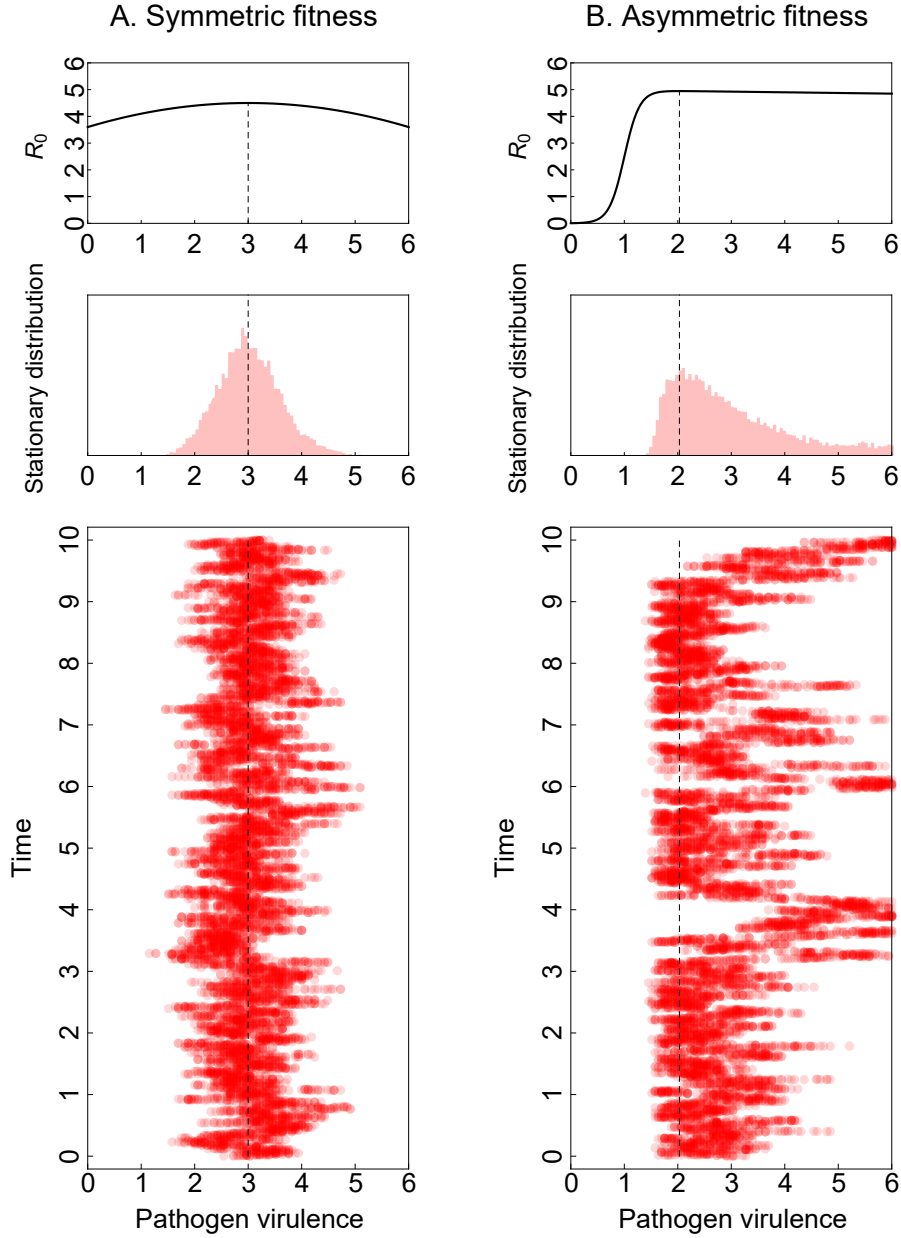 A. Symmetric fitness
B. Asymmetric fitness
R0
6
5
4
3
2
1
0
0 1 2 3 4 5 6
R0
6
5
4
3
2
1
0
0 1 2 3 4 5 6
Stationary distribution
0 1 2 3 4 5 6
Stationary distribution
0 1 2 3 4 5 6
Time
10
9
8
7
6
5
4
3
2
1
0
0 1 2 3 4 5 6
Pathogen virulence
Time
10
9
8
7
6
5
4
3
2
1
0
0 1 2 3 4 5 6
Pathogen virulence